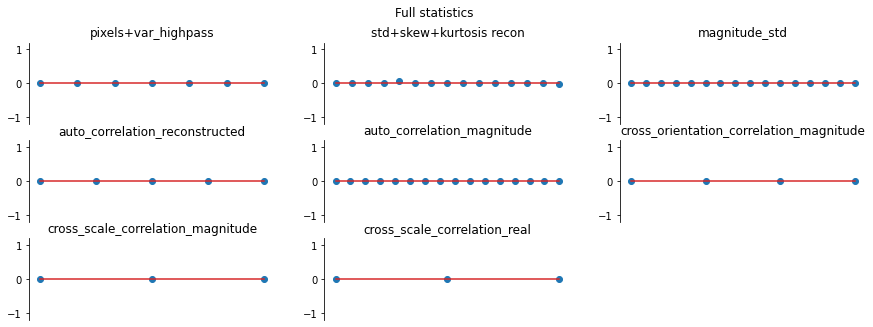 Full statistics
pixels+var_highpass
std+skew+kurtosis recon
magnitude_std
1
0
−1
1
0
−1
1
0
−1
auto_correlation_reconstructed
auto_correlation_magnitude
cross_orientation_correlation_magnitude
1
0
−1
1
0
−1
1
0
−1
cross_scale_correlation_magnitude
cross_scale_correlation_real
1
0
−1
1
0
−1